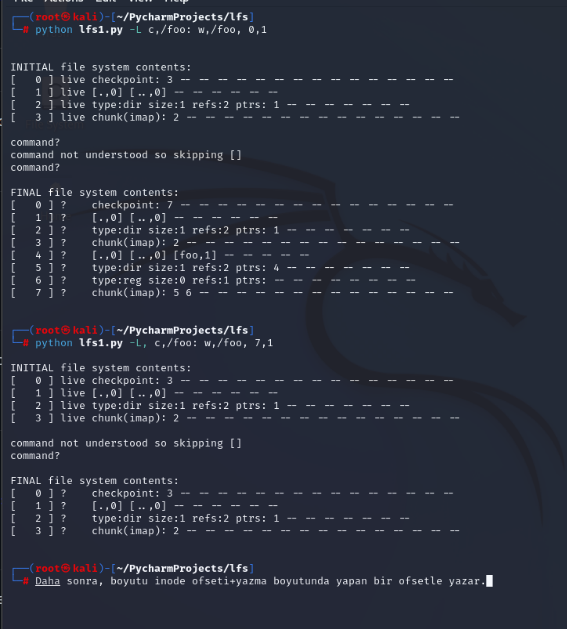 ┌──(root㉿kali)-[~/PycharmProjects/lfs]
└─# python lfs1.py -L c,/foo: w,/foo, 0,1
INITIAL file system contents:
[   0 ] live checkpoint: 3 -- -- -- -- -- -- -- -- -- -- -- -- -- -- --
[   1 ] live [.,0] [..,0] -- -- -- -- -- --
[   2 ] live type:dir size:1 refs:2 ptrs: 1 -- -- -- -- -- -- --
[   3 ] live chunk(imap): 2 -- -- -- -- -- -- -- -- -- -- -- -- -- -- --
command?
command not understood so skipping []
command?
FINAL file system contents:
[   0 ] ?    checkpoint: 7 -- -- -- -- -- -- -- -- -- -- -- -- -- -- --
[   1 ] ?    [.,0] [..,0] -- -- -- -- -- --
[   2 ] ?    type:dir size:1 refs:2 ptrs: 1 -- -- -- -- -- -- --
[   3 ] ?    chunk(imap): 2 -- -- -- -- -- -- -- -- -- -- -- -- -- -- --
[   4 ] ?    [.,0] [..,0] [foo,1] -- -- -- -- --
[   5 ] ?    type:dir size:1 refs:2 ptrs: 4 -- -- -- -- -- -- --
[   6 ] ?    type:reg size:0 refs:1 ptrs: -- -- -- -- -- -- -- --
[   7 ] ?    chunk(imap): 5 6 -- -- -- -- -- -- -- -- -- -- -- -- -- --
┌──(root㉿kali)-[~/PycharmProjects/lfs]
└─# python lfs1.py -L, c,/foo: w,/foo, 7,1
INITIAL file system contents:
[   0 ] live checkpoint: 3 -- -- -- -- -- -- -- -- -- -- -- -- -- -- --
[   1 ] live [.,0] [..,0] -- -- -- -- -- --
[   2 ] live type:dir size:1 refs:2 ptrs: 1 -- -- -- -- -- -- --
[   3 ] live chunk(imap): 2 -- -- -- -- -- -- -- -- -- -- -- -- -- -- --
command not understood so skipping []
command?
FINAL file system contents:
[   0 ] ?    checkpoint: 3 -- -- -- -- -- -- -- -- -- -- -- -- -- -- --
[   1 ] ?    [.,0] [..,0] -- -- -- -- -- --
[   2 ] ?    type:dir size:1 refs:2 ptrs: 1 -- -- -- -- -- -- --
[   3 ] ?    chunk(imap): 2 -- -- -- -- -- -- -- -- -- -- -- -- -- -- --
┌──(root㉿kali)-[~/PycharmProjects/lfs]
└─# Daha sonra, boyutu inode ofseti+yazma boyutunda yapan bir ofsetle yazar.